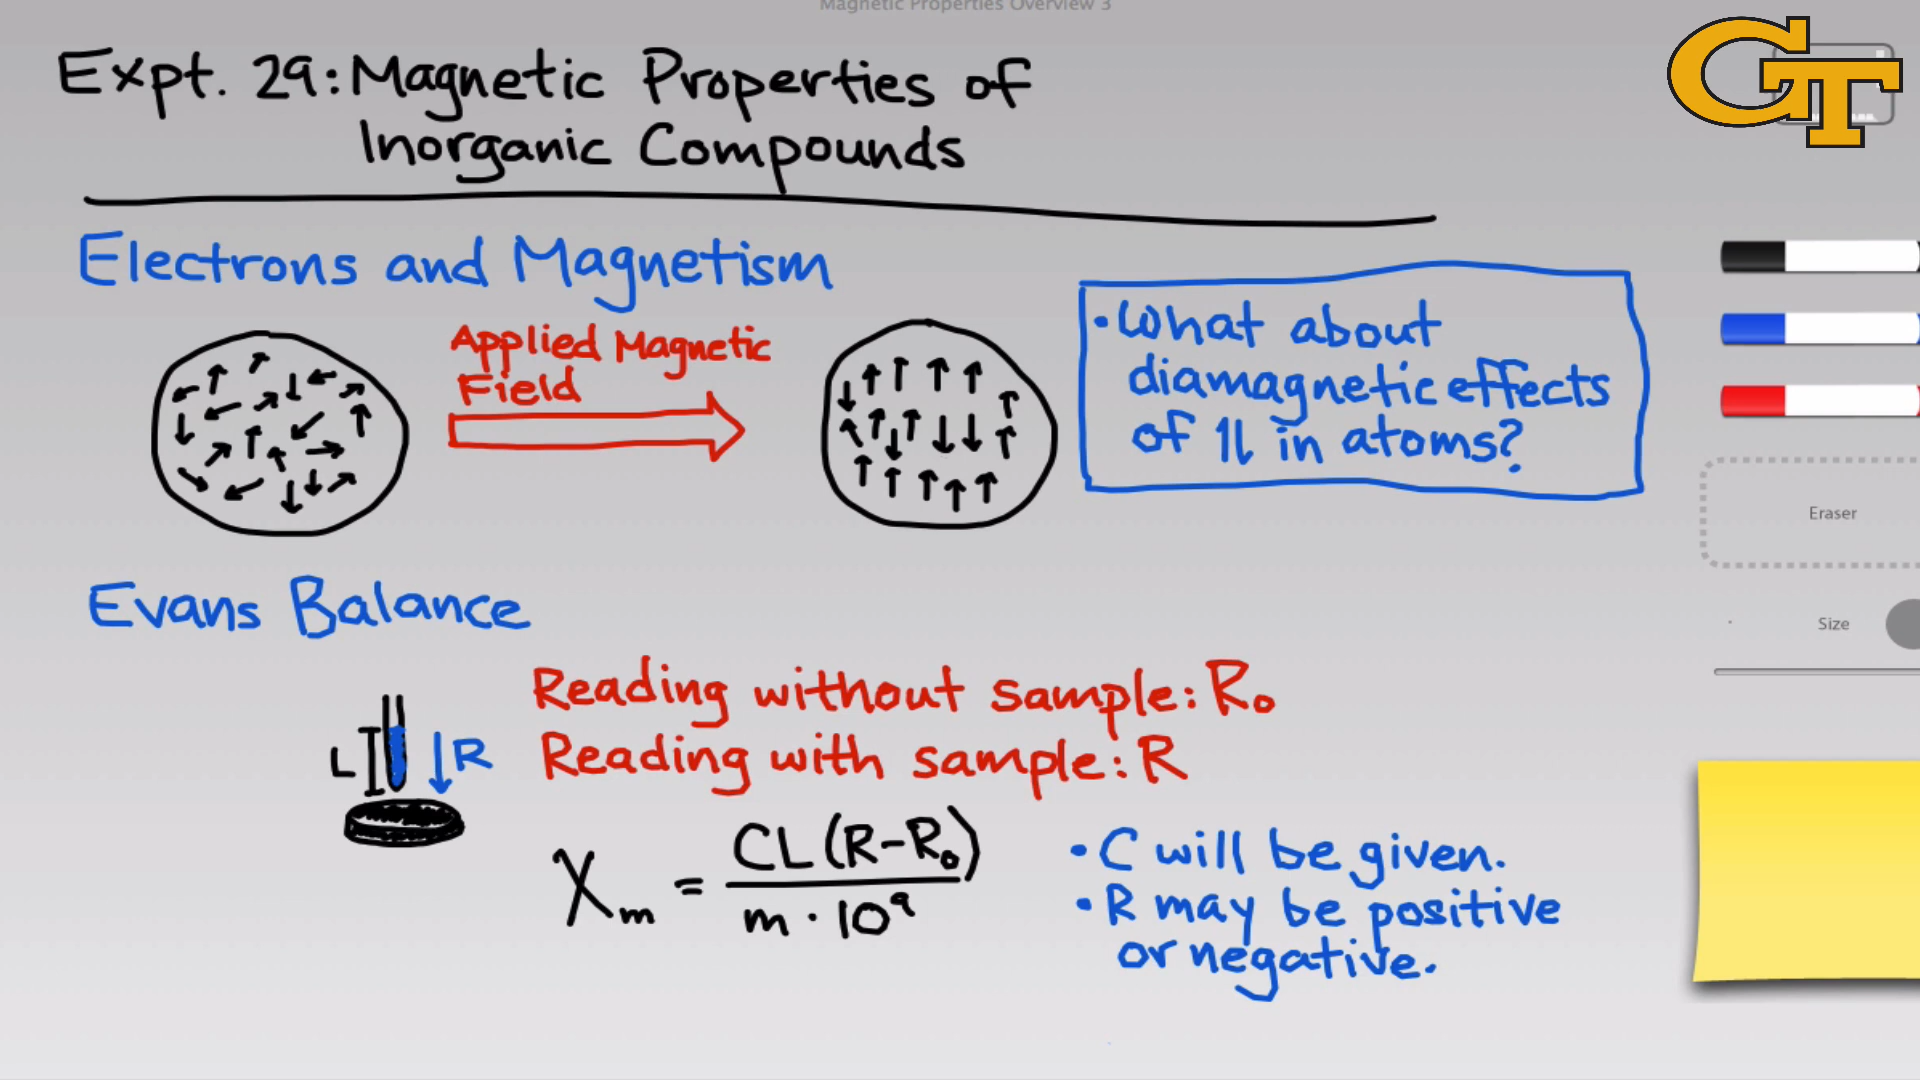 Magnetic Properties Overview 3
GT
Expt. 29: Magnetic Properties of
Inorganic Compounds
Electrons and Magnetism
Applied Magnetic
Field
• What about
diamagnetic effects
of 1l in atoms?
Eraser
Size
Evans Balance
Reading without sample: R₀
Reading with sample: R
L
R
χₘ = CL(R-R₀)
m · 10⁹
• C will be given.
• R may be positive
or negative.